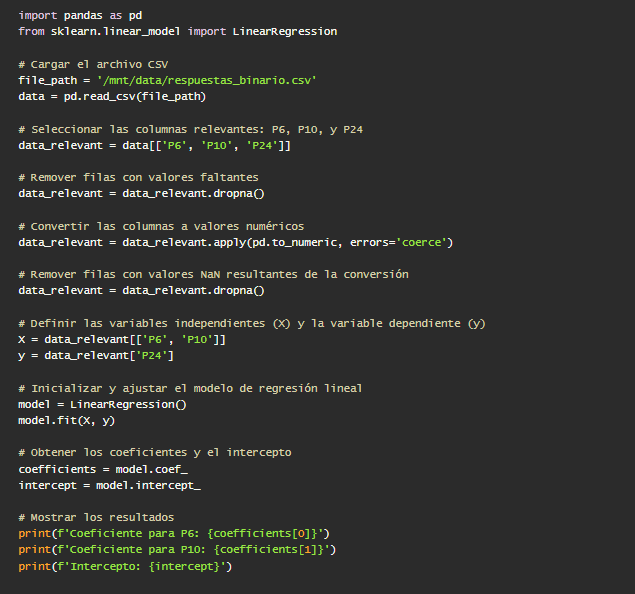 import pandas as pd
from sklearn.linear_model import LinearRegression
# Cargar el archivo CSV
file_path = '/mnt/data/respuestas_binario.csv'
data = pd.read_csv(file_path)
# Seleccionar las columnas relevantes: P6, P10, y P24
data_relevant = data[['P6', 'P10', 'P24']]
# Remover filas con valores faltantes
data_relevant = data_relevant.dropna()
# Convertir las columnas a valores numéricos
data_relevant = data_relevant.apply(pd.to_numeric, errors='coerce')
# Remover filas con valores NaN resultantes de la conversión
data_relevant = data_relevant.dropna()
# Definir las variables independientes (X) y la variable dependiente (y)
X = data_relevant[['P6', 'P10']]
y = data_relevant['P24']
# Inicializar y ajustar el modelo de regresión lineal
model = LinearRegression()
model.fit(X, y)
# Obtener los coeficientes y el intercepto
coefficients = model.coef_
intercept = model.intercept_
# Mostrar los resultados
print(f'Coeficiente para P6: {coefficients[0]}')
print(f'Coeficiente para P10: {coefficients[1]}')
print(f'Intercepto: {intercept}')